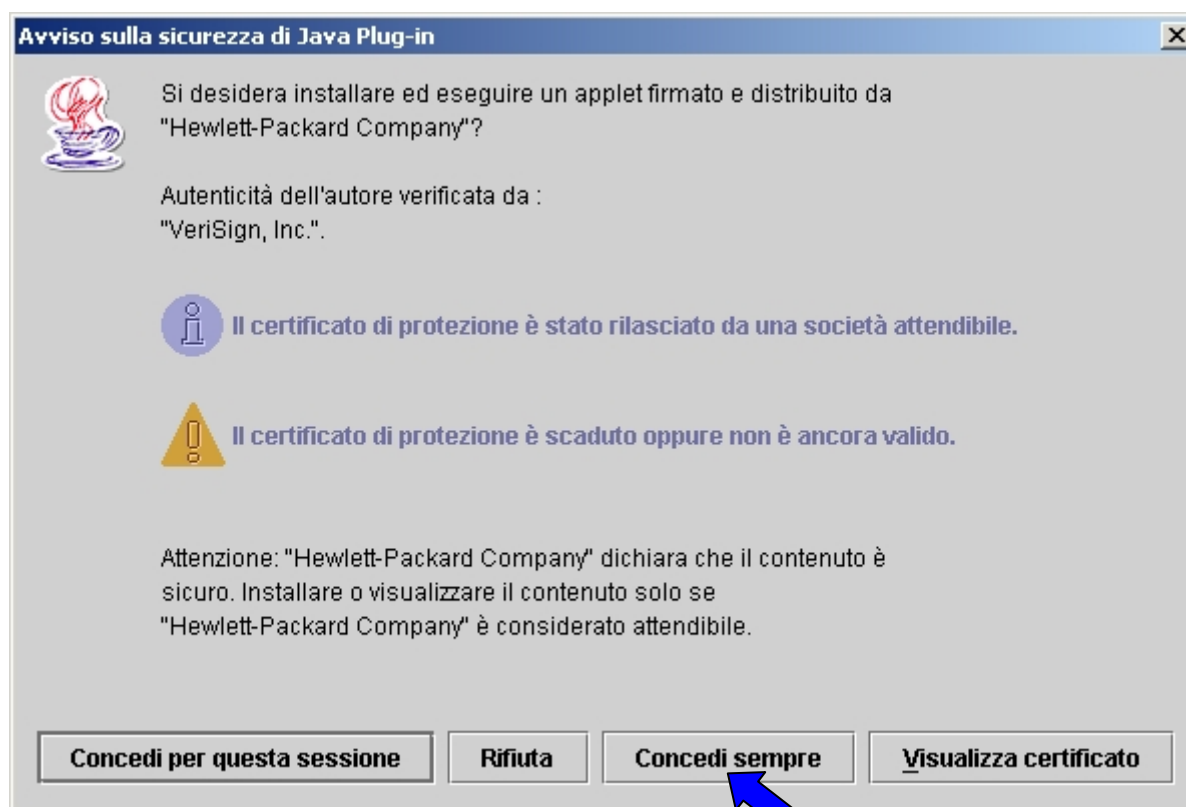 Avviso sulla sicurezza di Java Plug-in
Si desidera installare ed eseguire un applet firmato e distribuito da
"Hewlett-Packard Company"?
Autenticità dell'autore verificata da :
"VeriSign, Inc.".
Il certificato di protezione è stato rilasciato da una società attendibile.
Il certificato di protezione è scaduto oppure non è ancora valido.
Attenzione: "Hewlett-Packard Company" dichiara che il contenuto è
sicuro. Installare o visualizzare il contenuto solo se
"Hewlett-Packard Company" è considerato attendibile.
Concedi per questa sessione Rifiuta Concedi sempre Visualizza certificato